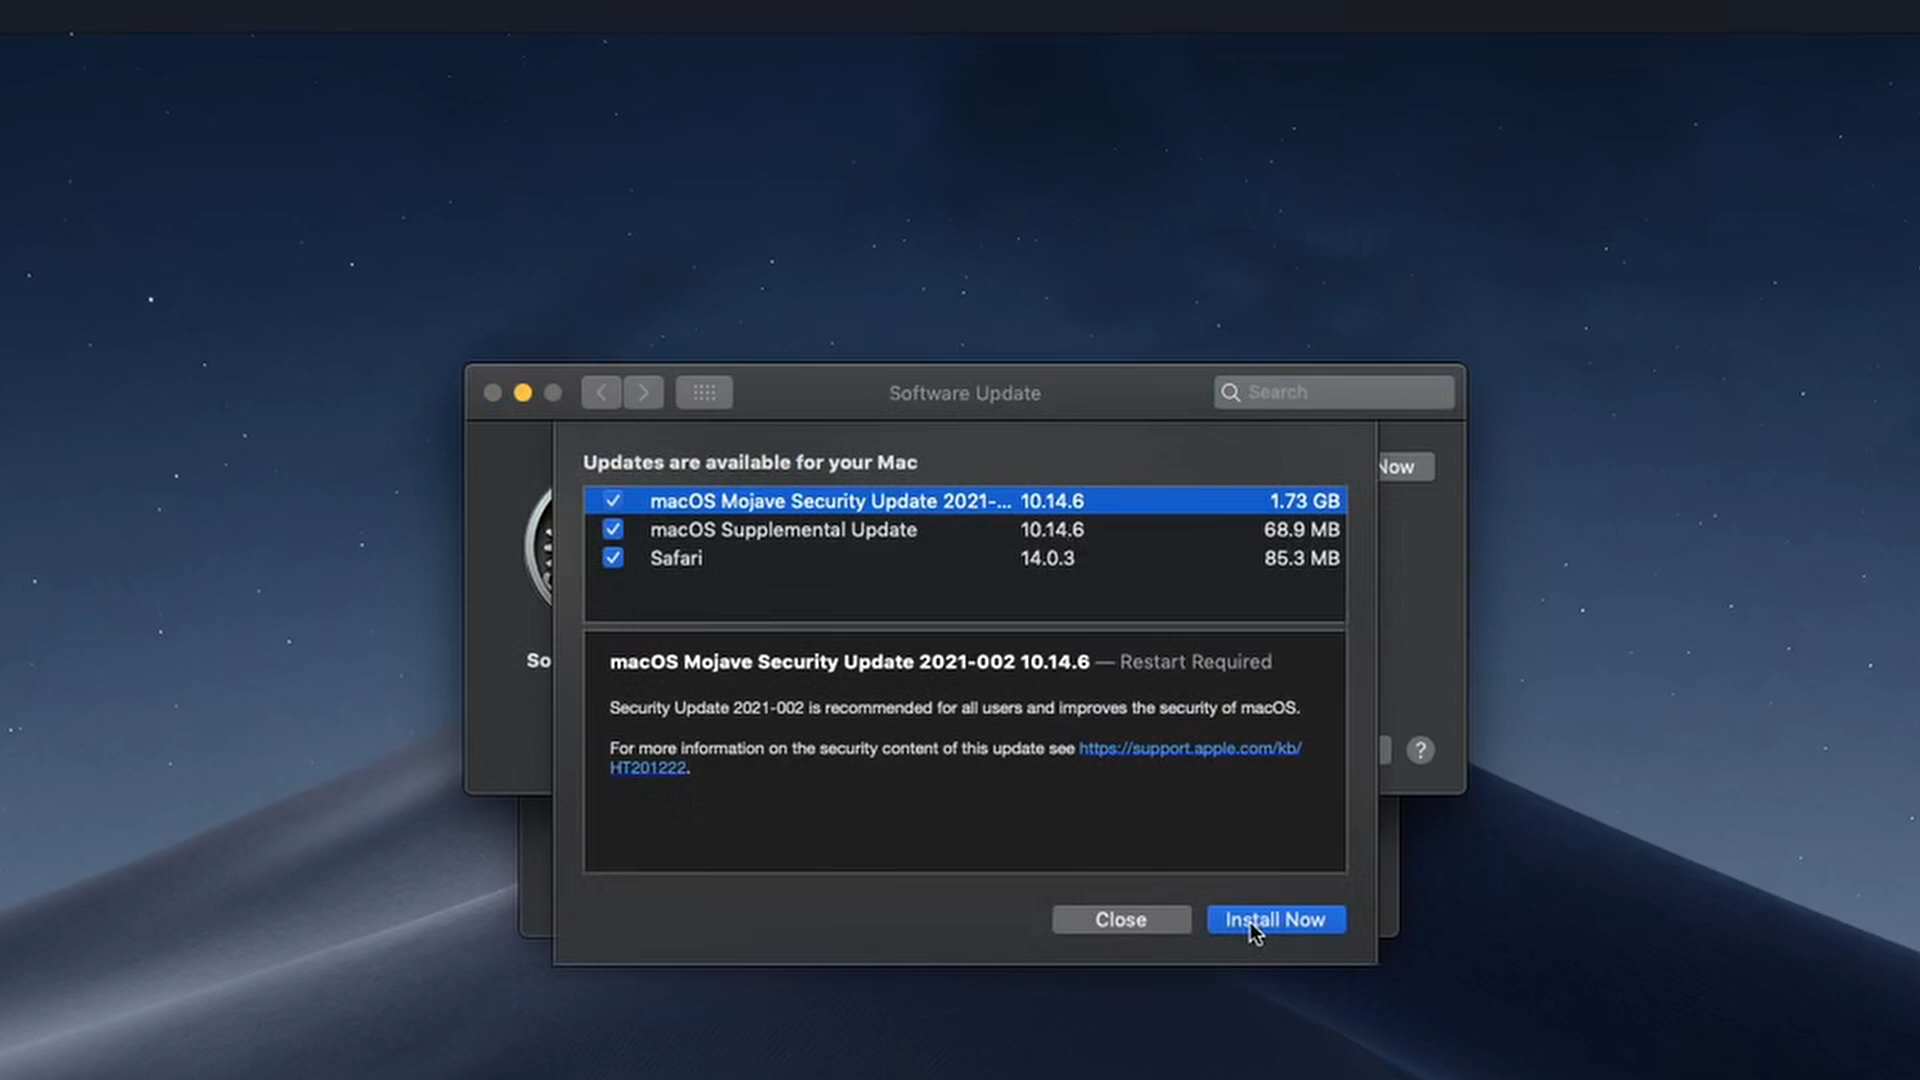 Software Update
Search
Updates are available for your Mac
Now
macOS Mojave Security Update 2021-... 10.14.6 1.73 GB
macOS Supplemental Update 10.14.6 68.9 MB
Safari 14.0.3 85.3 MB
So
macOS Mojave Security Update 2021-002 10.14.6 — Restart Required
Security Update 2021-002 is recommended for all users and improves the security of macOS.
For more information on the security content of this update see https://support.apple.com/kb/
HT201222.
?
Close Install Now